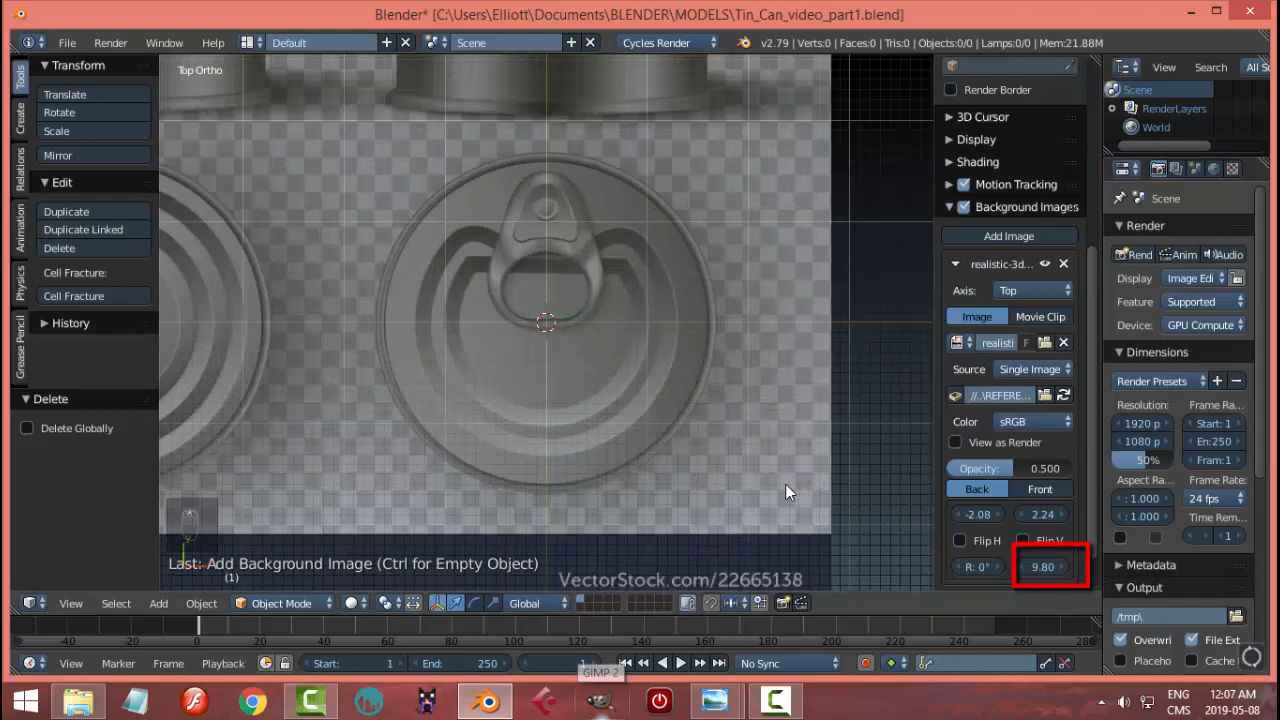 Blender* [C:\Users\Elliott\Documents\BLENDER\MODELS\Tin_Can_video_part1.blend]
File Render Window Help Default Scene Cycles Render v2.79 | Verts:0 | Faces:0 | Tris:0 | Objects:0/0 | Lamps:0/0 | Mem:21.88M
Tools
Create
Relations
Animation
Physics
Grease Pencil
Transform
Translate
Rotate
Scale
Mirror
Edit
Duplicate
Duplicate Linked
Delete
Cell Fracture:
Cell Fracture
History
Delete
Delete Globally
Top Ortho
Last: Add Background Image (Ctrl for Empty Object)
(1)
VectorStock.com/22665138
Render Border
3D Cursor
Display
Shading
Motion Tracking
Background Images
Add Image
realistic-3d...
Axis: Top
Image Movie Clip
realisti F
Source Single Image
//..\REFERE...
Color sRGB
View as Render
Opacity: 0.500
Back Front
-2.08 2.24
Flip H Flip V
R: 0° 9.80
View Search All Sc
Scene
RenderLayers
World
Scene
Render
Rend Anim Audio
Display Image Edi
Feature Supported
Device: GPU Compute
Dimensions
Render Presets
Resolution: Frame Ra...
1920 p Start: 1
1080 p En:250
50% Fram:1
Aspect Ra... Frame Rate:
: 1.000 24 fps
: 1.000 Time Rem...
1
Metadata
Output
/tmp\
Overwri File Ext
Placeho Cache
View Select Add Object Object Mode Global
-40 -20 0 20 40 60 80 100 120 140 160 180 200 220 240 260 280
View Marker Frame Playback Start: 1 End: 250 1 No Sync
GIMP 2
ENG 12:07 AM
CMS 2019-05-08